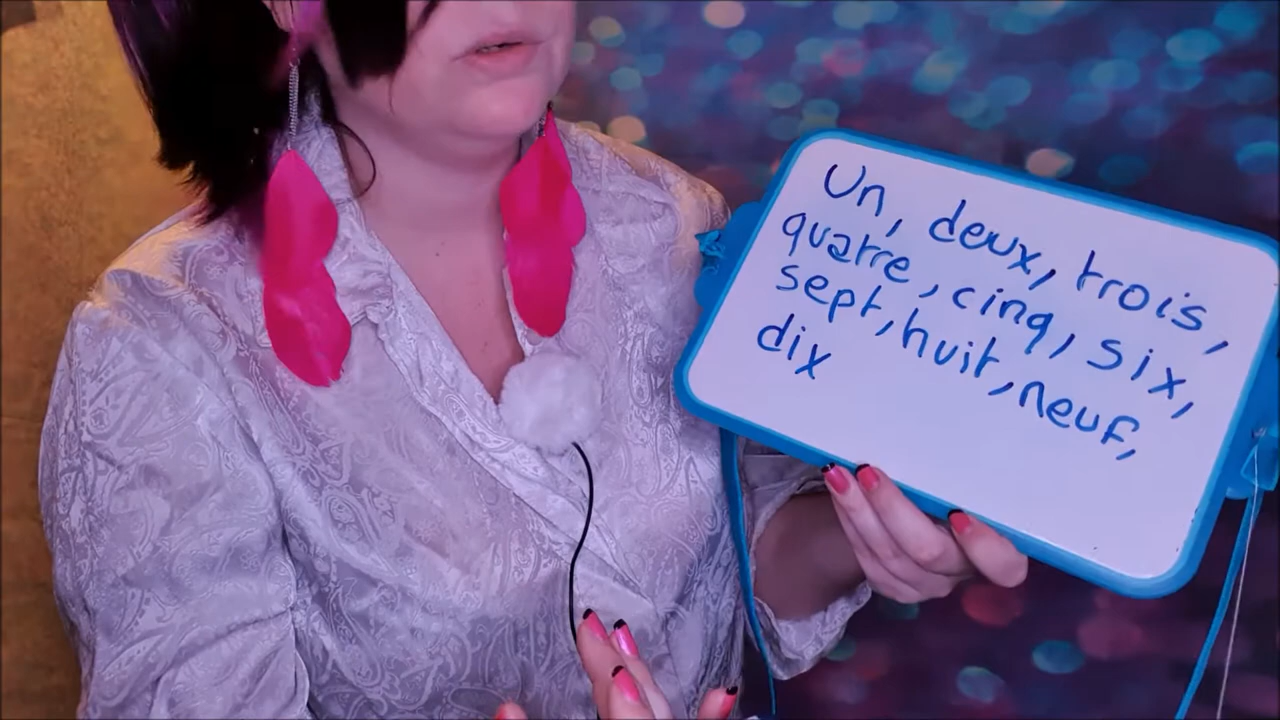 Un, deux, trois,
quatre, cinq, six,
sept, huit, neuf,
dix